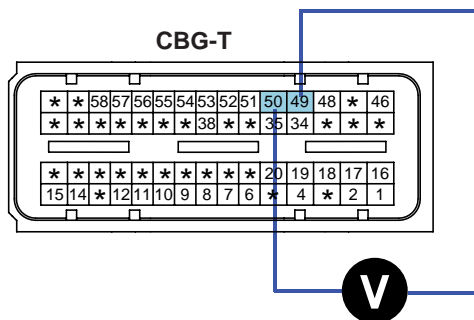 CBG-T
* * 58 57 56 55 54 53 52 51 50 49 48 * 46
* * * * * * * 38 * * 35 34 * * *
* * * * * * * * * * 20 19 18 17 16
15 14 * 12 11 10 9 8 7 6 * 4 * 2 1
V